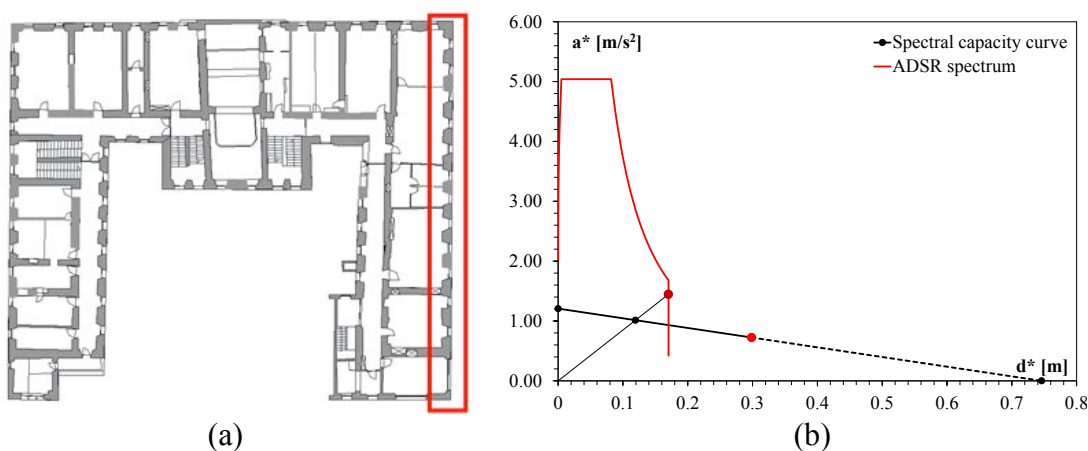 6.00
a* [m/s²]
Spectral capacity curve
ADSR spectrum
5.00
4.00
3.00
2.00
1.00
d* [m]
0.00
0 0.1 0.2 0.3 0.4 0.5 0.6 0.7 0.8
(a) (b)